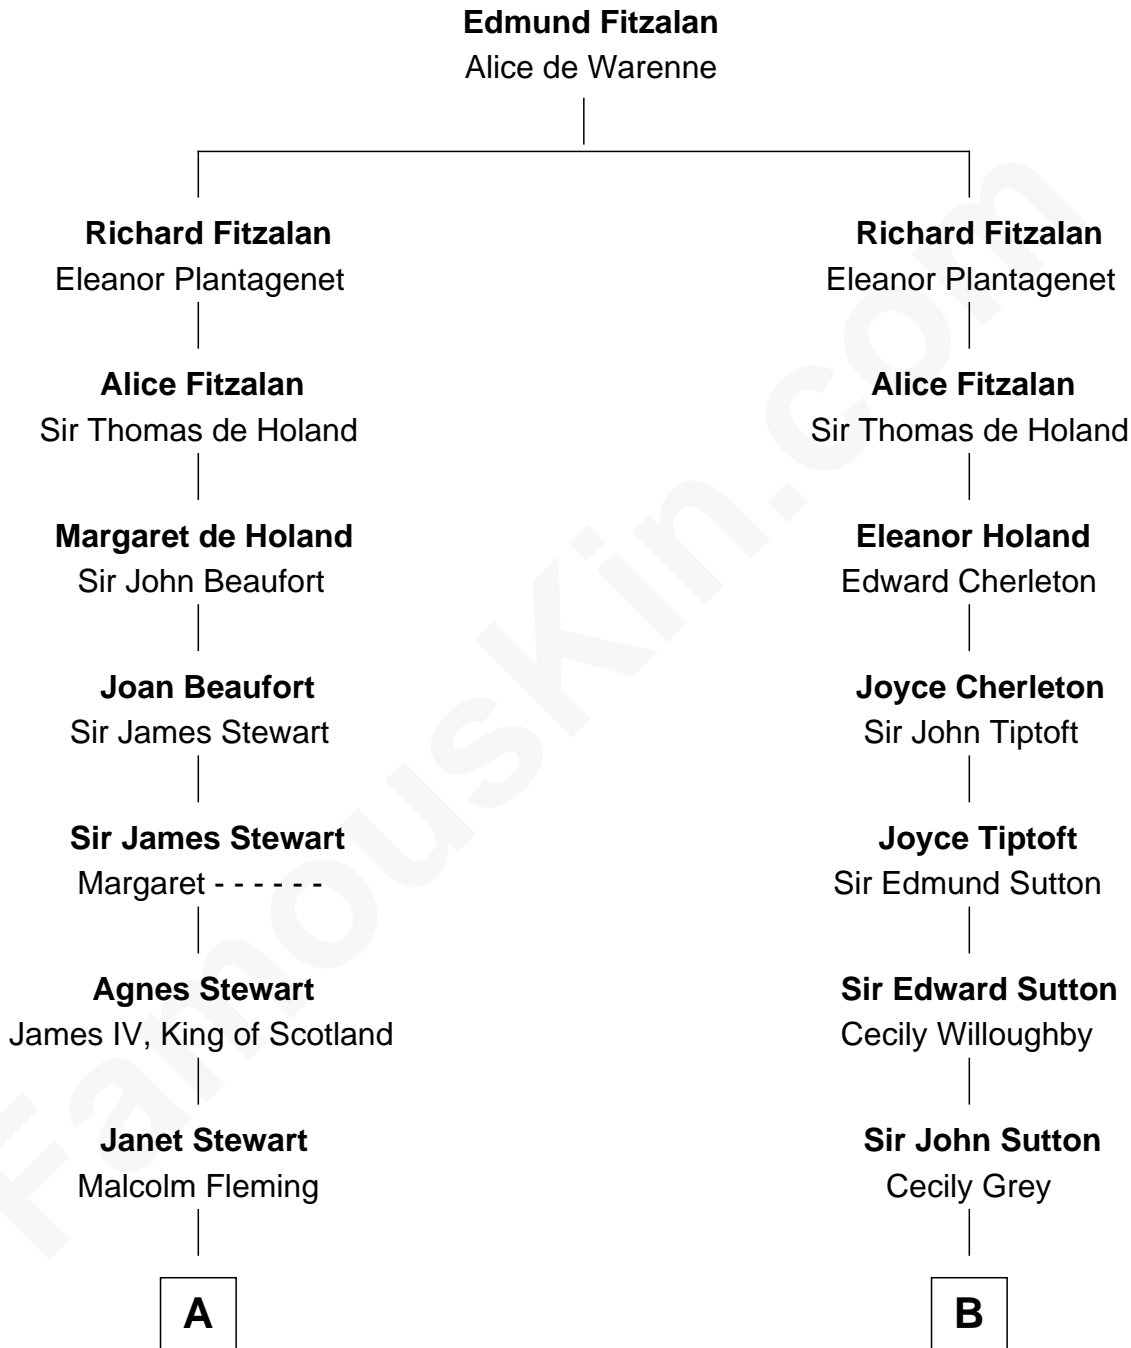 Edmund Fitzalan
Alice de Warenne
Richard Fitzalan
Eleanor Plantagenet
Alice Fitzalan
Sir Thomas de Holand
Margaret de Holand
Sir John Beaufort
Joan Beaufort
Sir James Stewart
Sir James Stewart
Margaret - - - - - -
Agnes Stewart
James IV, King of Scotland
Janet Stewart
Malcolm Fleming
A
Richard Fitzalan
Eleanor Plantagenet
Alice Fitzalan
Sir Thomas de Holand
Eleanor Holand
Edward Cherleton
Joyce Cherleton
Sir John Tiptoft
Joyce Tiptoft
Sir Edmund Sutton
Sir Edward Sutton
Cecily Willoughby
Sir John Sutton
Cecily Grey
B
FamousKin.com